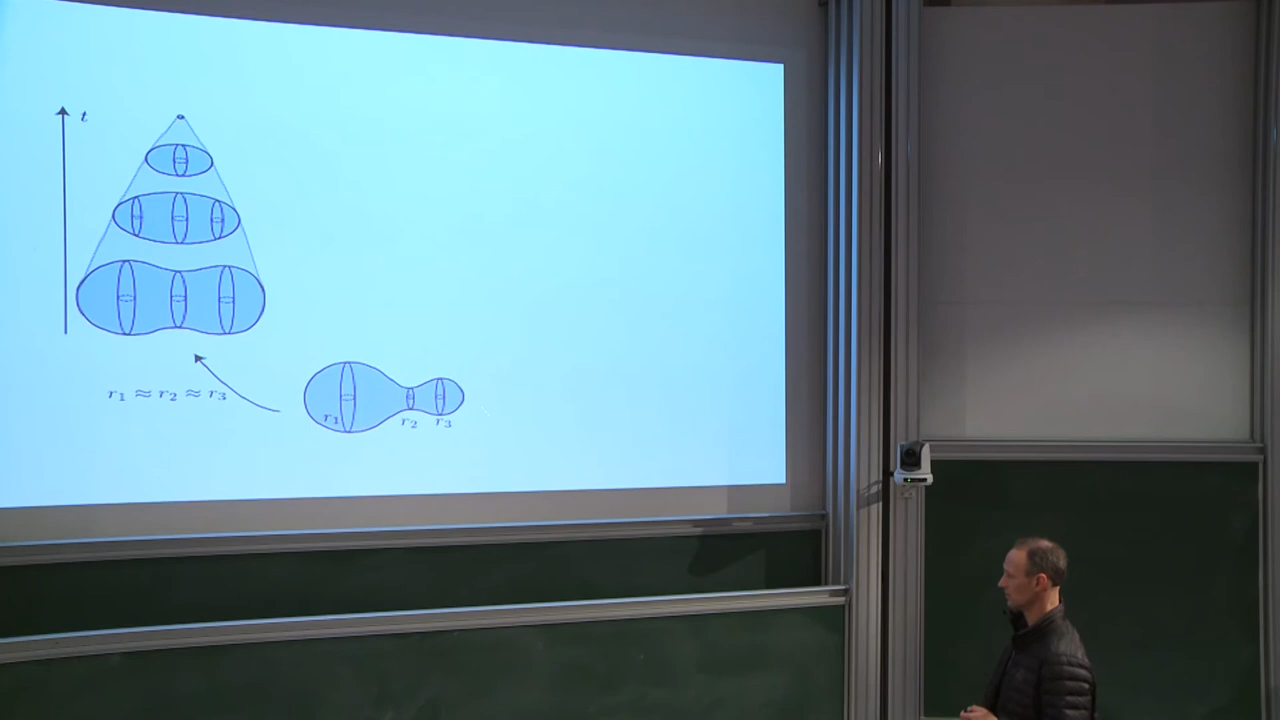 t
r₁ ≈ r₂ ≈ r₃
r₁
r₂
r₃